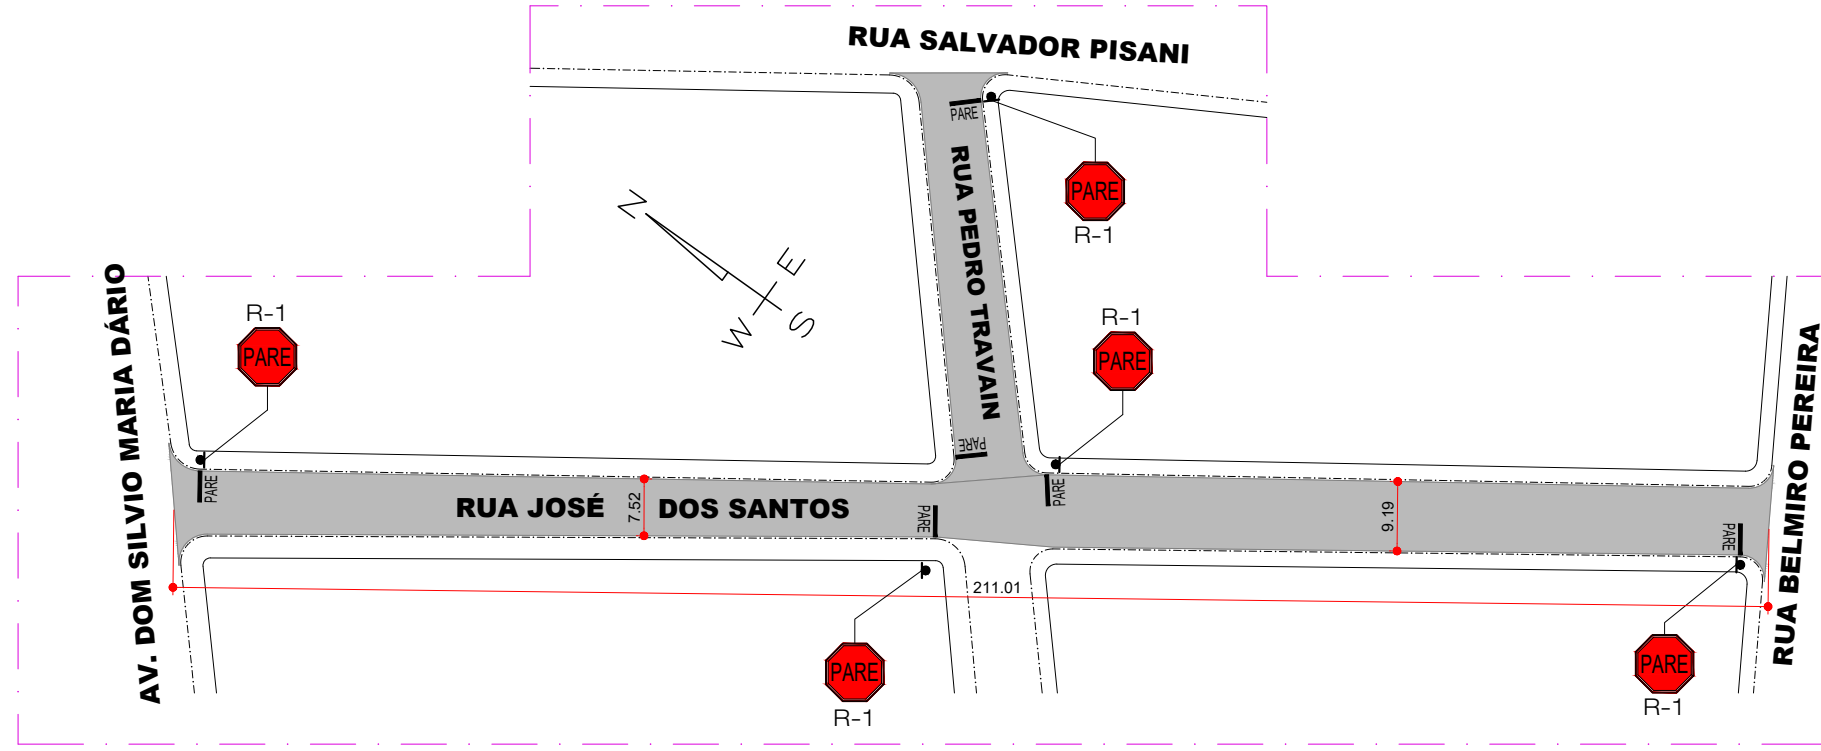 RUA SALVADOR PISANI
PARE
PARE
R-1
RUA PEDRO TRAVAIN
N
E
W
S
AV. DOM SILVIO MARIA DÁRIO
R-1
PARE
R-1
PARE
RUA BELMIRO PEREIRA
PARE
PARE
PARE
RUA JOSÉ DOS SANTOS
7.52
PARE
9.19
PARE
211.01
PARE
R-1
PARE
R-1